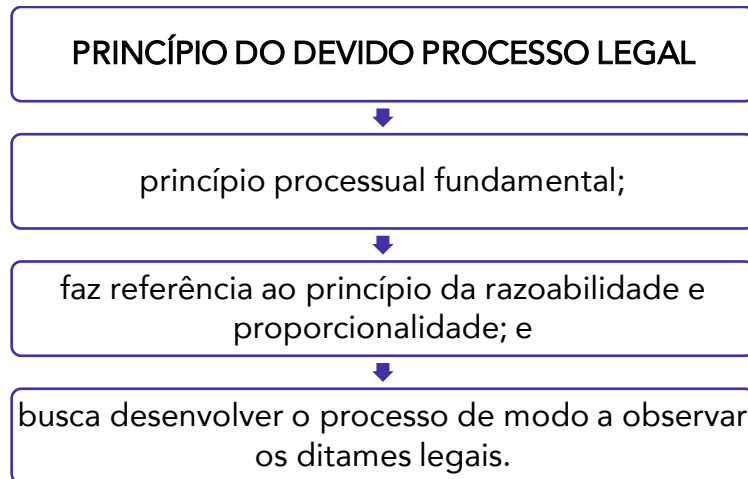 PRINCÍPIO DO DEVIDO PROCESSO LEGAL
princípio processual fundamental;
faz referência ao princípio da razoabilidade e
proporcionalidade; e
busca desenvolver o processo de modo a observar
os ditames legais.